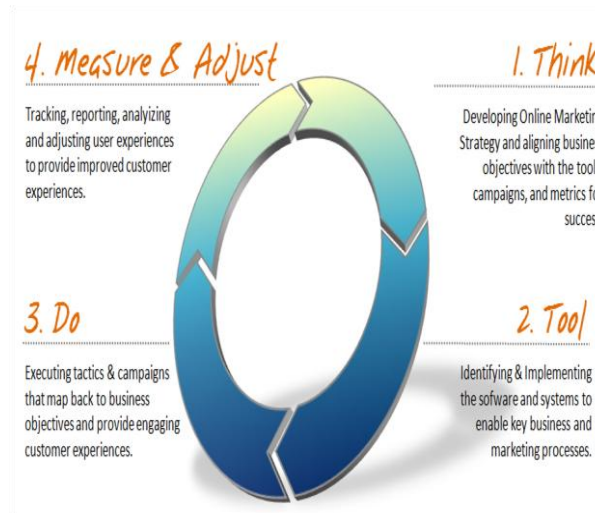 4. Measure & Adjust
Tracking, reporting, analyizing
and adjusting user experiences
to provide improved customer
experiences.
1. Think
Developing Online Marketin
Strategy and aligning busine
objectives with the tool
campaigns, and metrics fo
succes
3. Do
Executing tactics & campaigns
that map back to business
objectives and provide engaging
customer experiences.
2. Tool
Identifying & Implementing
the sofware and systems to
enable key business and
marketing processes.